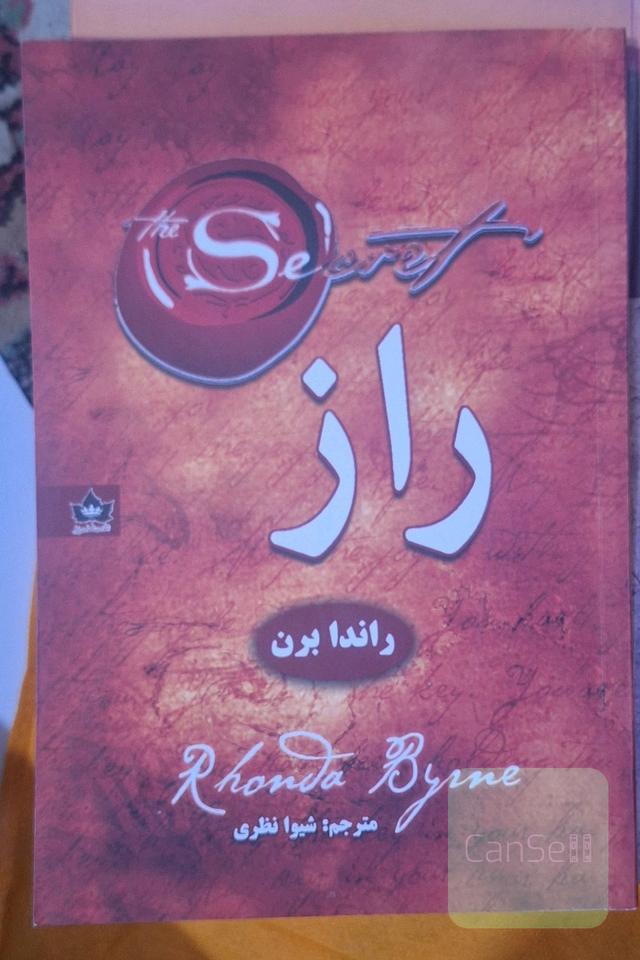 the Secret
راز
راندا برن
Rhonda Byrne
مترجم: شیوا نظری
CanSell